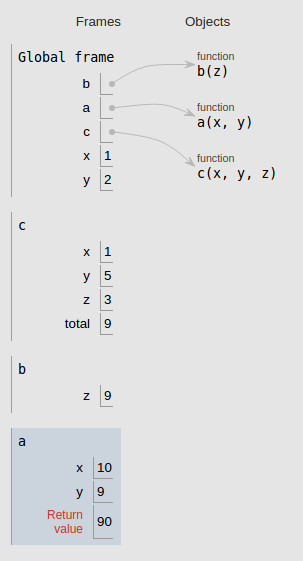 Frames Objects
Global frame
function
b b(z)
a function
a(x, y)
c
x 1 function
y 2 c(x, y, z)
c
x 1
y 5
z 3
total 9
b
z 9
a
x 10
y 9
Return
value 90